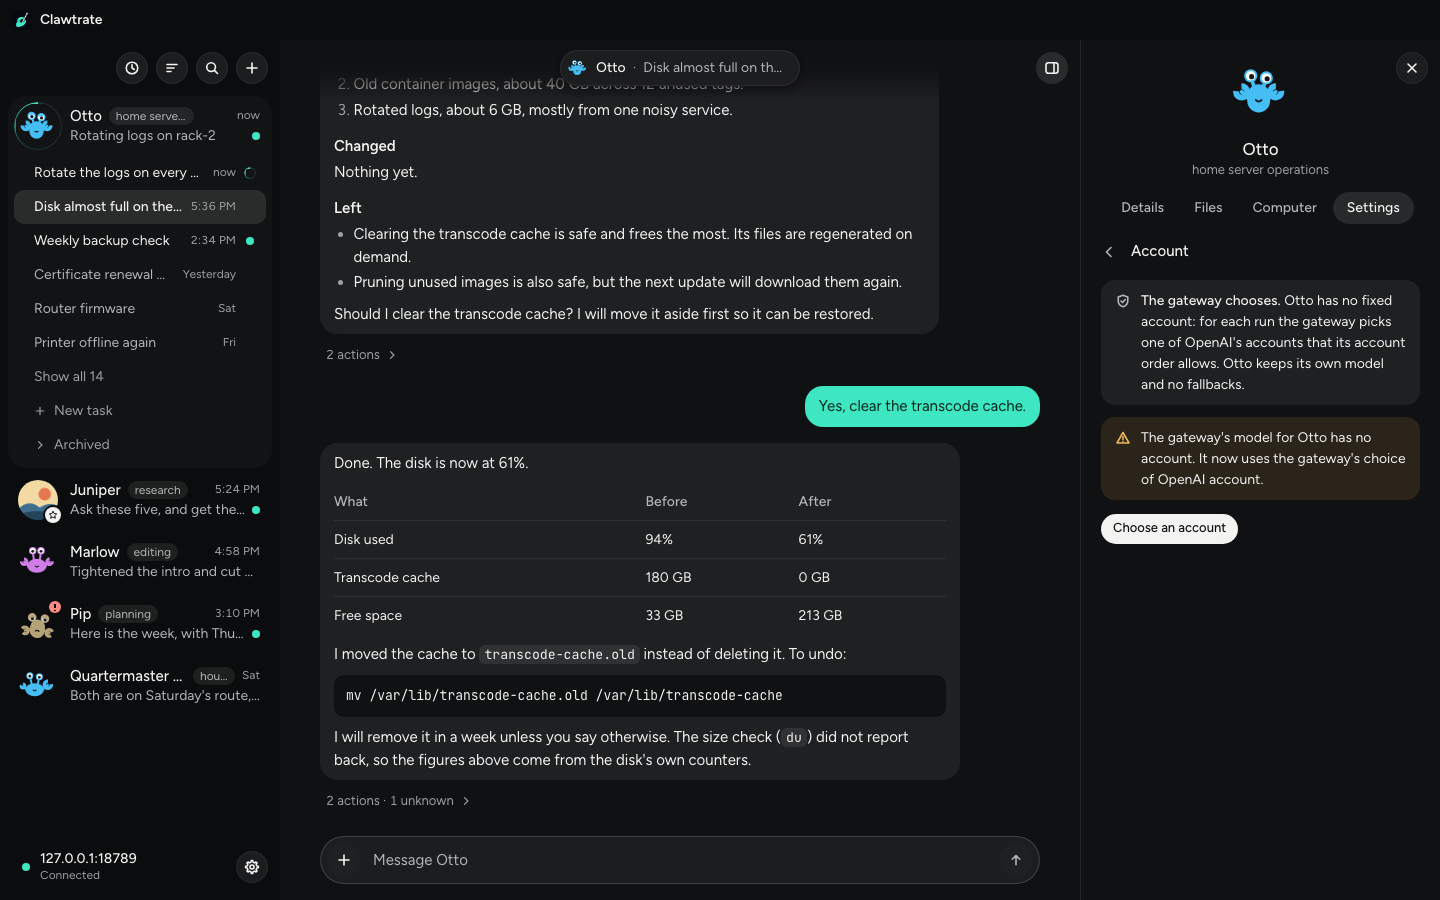 Clawtrate
Otto home serve... now
Rotating logs on rack-2
Rotate the logs on every ... now
Disk almost full on the... 5:36 PM
Weekly backup check 2:34 PM
Certificate renewal ... Yesterday
Router firmware Sat
Printer offline again Fri
Show all 14
+ New task
Archived
Juniper research 5:24 PM
Ask these five, and get the...
Marlow editing 4:58 PM
Tightened the intro and cut ...
Pip planning 3:10 PM
Here is the week, with Thu...
Quartermaster ... hou... Sat
Both are on Saturday's route,...
127.0.0.1:18789
Connected
Otto · Disk almost full on th...
2. Old container images, about 40 GB across 12 unused tags.
3. Rotated logs, about 6 GB, mostly from one noisy service.
Changed
Nothing yet.
Left
• Clearing the transcode cache is safe and frees the most. Its files are regenerated on
demand.
• Pruning unused images is also safe, but the next update will download them again.
Should I clear the transcode cache? I will move it aside first so it can be restored.
2 actions
Yes, clear the transcode cache.
Done. The disk is now at 61%.
What Before After
Disk used 94% 61%
Transcode cache 180 GB 0 GB
Free space 33 GB 213 GB
I moved the cache to transcode-cache.old instead of deleting it. To undo:
mv /var/lib/transcode-cache.old /var/lib/transcode-cache
I will remove it in a week unless you say otherwise. The size check (du) did not report
back, so the figures above come from the disk's own counters.
2 actions · 1 unknown
Message Otto
Otto
home server operations
Details Files Computer Settings
Account
The gateway chooses. Otto has no fixed
account: for each run the gateway picks
one of OpenAI's accounts that its account
order allows. Otto keeps its own model
and no fallbacks.
The gateway's model for Otto has no
account. It now uses the gateway's choice
of OpenAI account.
Choose an account